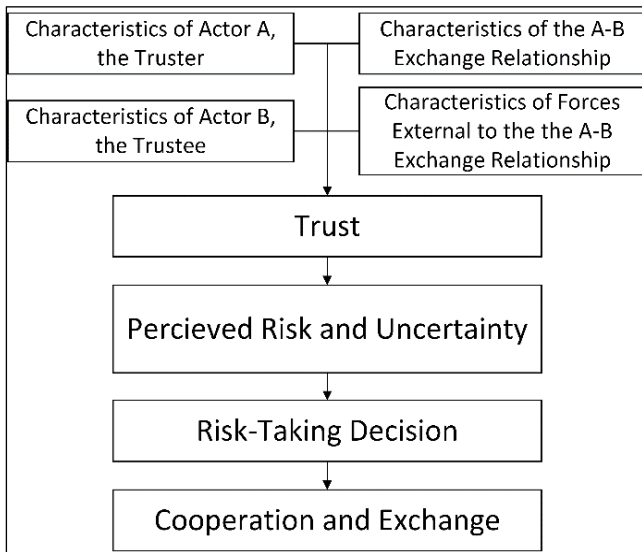 Characteristics of Actor A,
the Truster
Characteristics of the A-B
Exchange Relationship
Characteristics of Actor B,
the Trustee
Characteristics of Forces
External to the the A-B
Exchange Relationship
Trust
Percieved Risk and Uncertainty
Risk-Taking Decision
Cooperation and Exchange